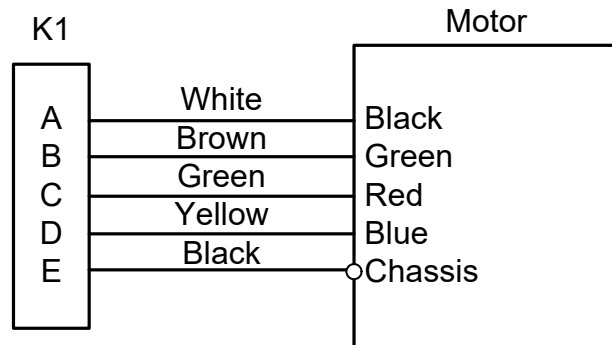 K1
Motor
A White Black
B Brown Green
C Green Red
D Yellow Blue
E Black Chassis